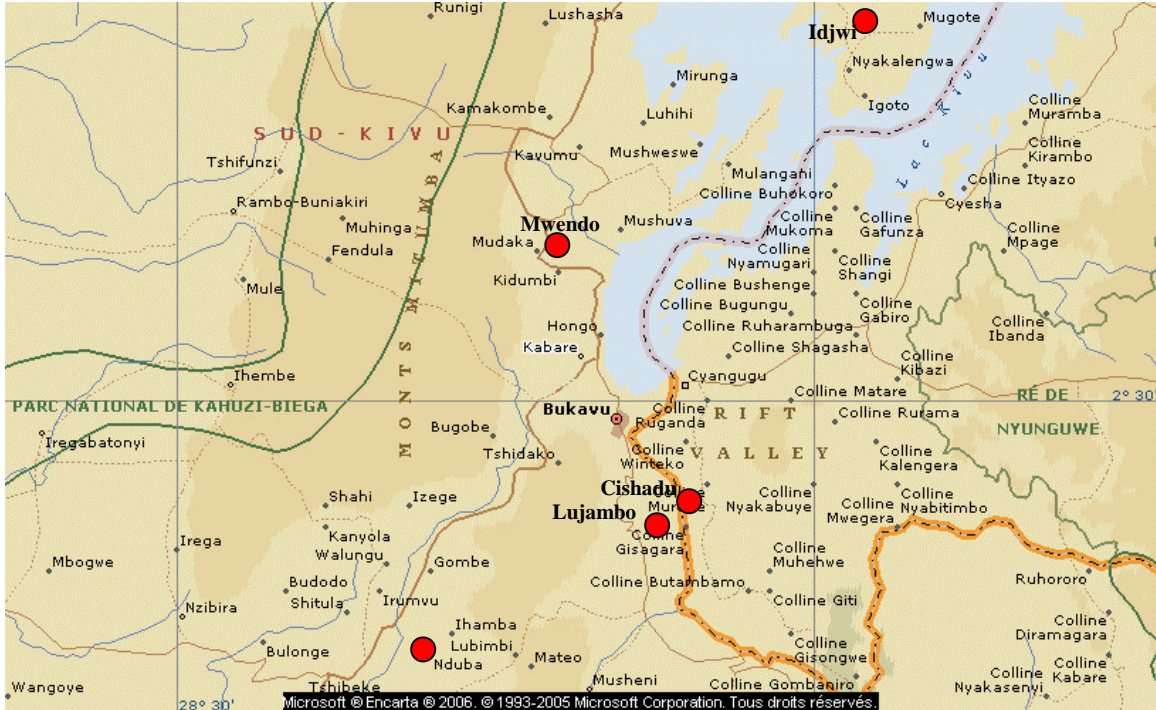 Runigi
Lushasha
Idjwi
Mugote
Nyakalengwa
Mirunga
Igoto
Lac Kivu
Kamakombe
Luhihi
Colline
Muramba
SUD-KIVU
Kavumu
Mushweswe
Colline
Kirambo
Tshifunzi
Mulangahi
Colline Ityazo
Colline Buhokoro
Cyesha
Rambo-Buniakiri
MONTS MITUMBA
Muhinga
Mwendo
Mushuva
Colline
Mukoma
Colline
Gafunza
Colline
Mpage
Fendula
Mudaka
Colline
Nyamugari
Colline
Shangi
Mule
Kidumbi
Colline Bushenge
Colline Bugungu
Colline
Gabiro
Colline
Ibanda
Hongo
Colline Ruharambuga
Kabare
Colline Shagasha
Colline
Kibazi
Ihembe
Cyangugu
Colline Matare
RÉ DE
NYUNGUWE
2° 30
PARC NATIONAL DE KAHUZI-BIEGA
Bukavu
Colline
Ruganda
RIFT
VALLEY
Colline Rurama
Iregabatonyi
Bugobe
Colline
Winteko
Colline
Kalengera
Tshidako
Cishadu
Shahi
Izege
Lujambo
Colline
Nyakabuye
Colline
Nyabitimbo
Colline
Mwegera
Kanyola
Irega
Walungu
Colline
Gisagara
Colline
Muhehwe
Mbogwe
Gombe
Ruhororo
Budodo
Colline Butambamo
Shitula
Irumvu
Colline Giti
Nzibira
Colline
Diramagara
Ihamba
Lubimbi
Bulonge
Nduba
Mateo
Colline
Gisongwe
Colline
Kabare
Wangoye
Tshibeke
Musheni
Colline Gombaniro
Colline
Nyakasenyi
28° 30'
Microsoft ® Encarta ® 2006. © 1993-2005 Microsoft Corporation. Tous droits réservés.